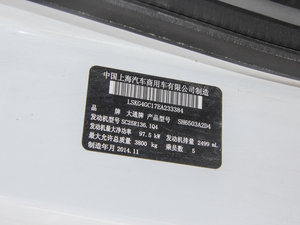 中国上海汽车商用车有限公司制造
LSKG4GC17EA233384
品牌 大通牌 产品型号 SH6503A2D4
发动机型号 SC25R136.1Q4
发动机最大净功率 97.5 kW 发动机排量 2499 mL
最大允许总质量 3800 kg 乘员数 5
制造年月 2014.11